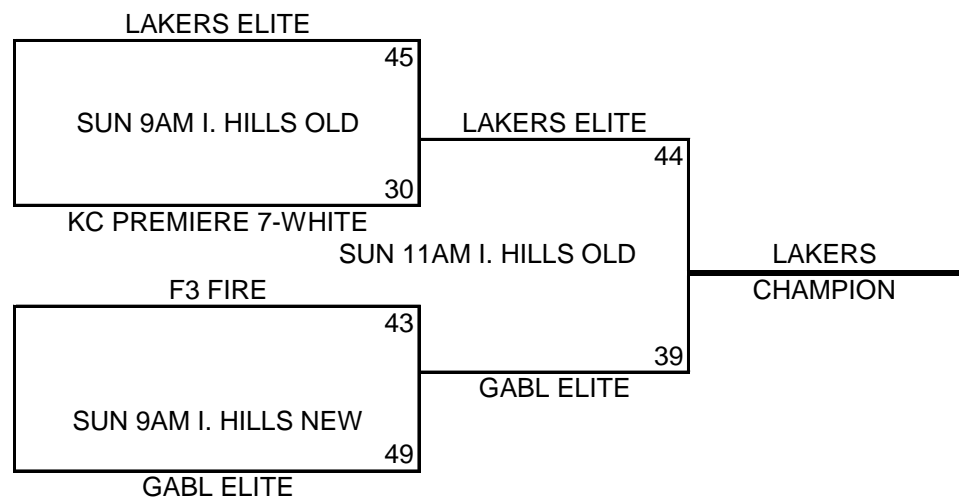 LAKERS ELITE
45
SUN 9AM I. HILLS OLD
LAKERS ELITE
44
30
KC PREMIERE 7-WHITE
SUN 11AM I. HILLS OLD
LAKERS
F3 FIRE
CHAMPION
43
39
GABL ELITE
SUN 9AM I. HILLS NEW
49
GABL ELITE